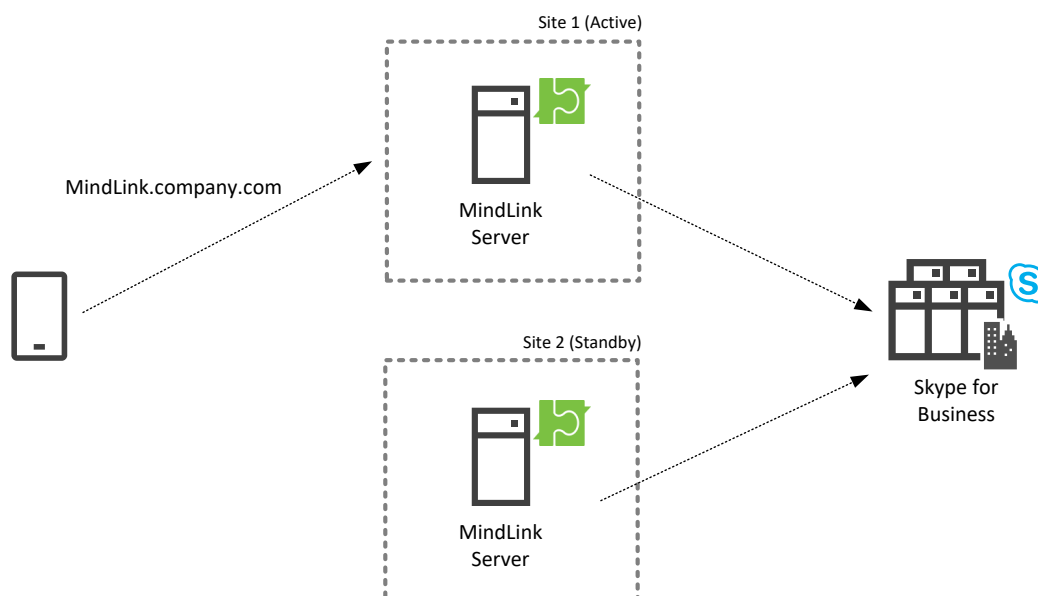 Site 1 (Active)
MindLink.company.com
MindLink
Server
S
Site 2 (Standby)
Skype for
Business
MindLink
Server